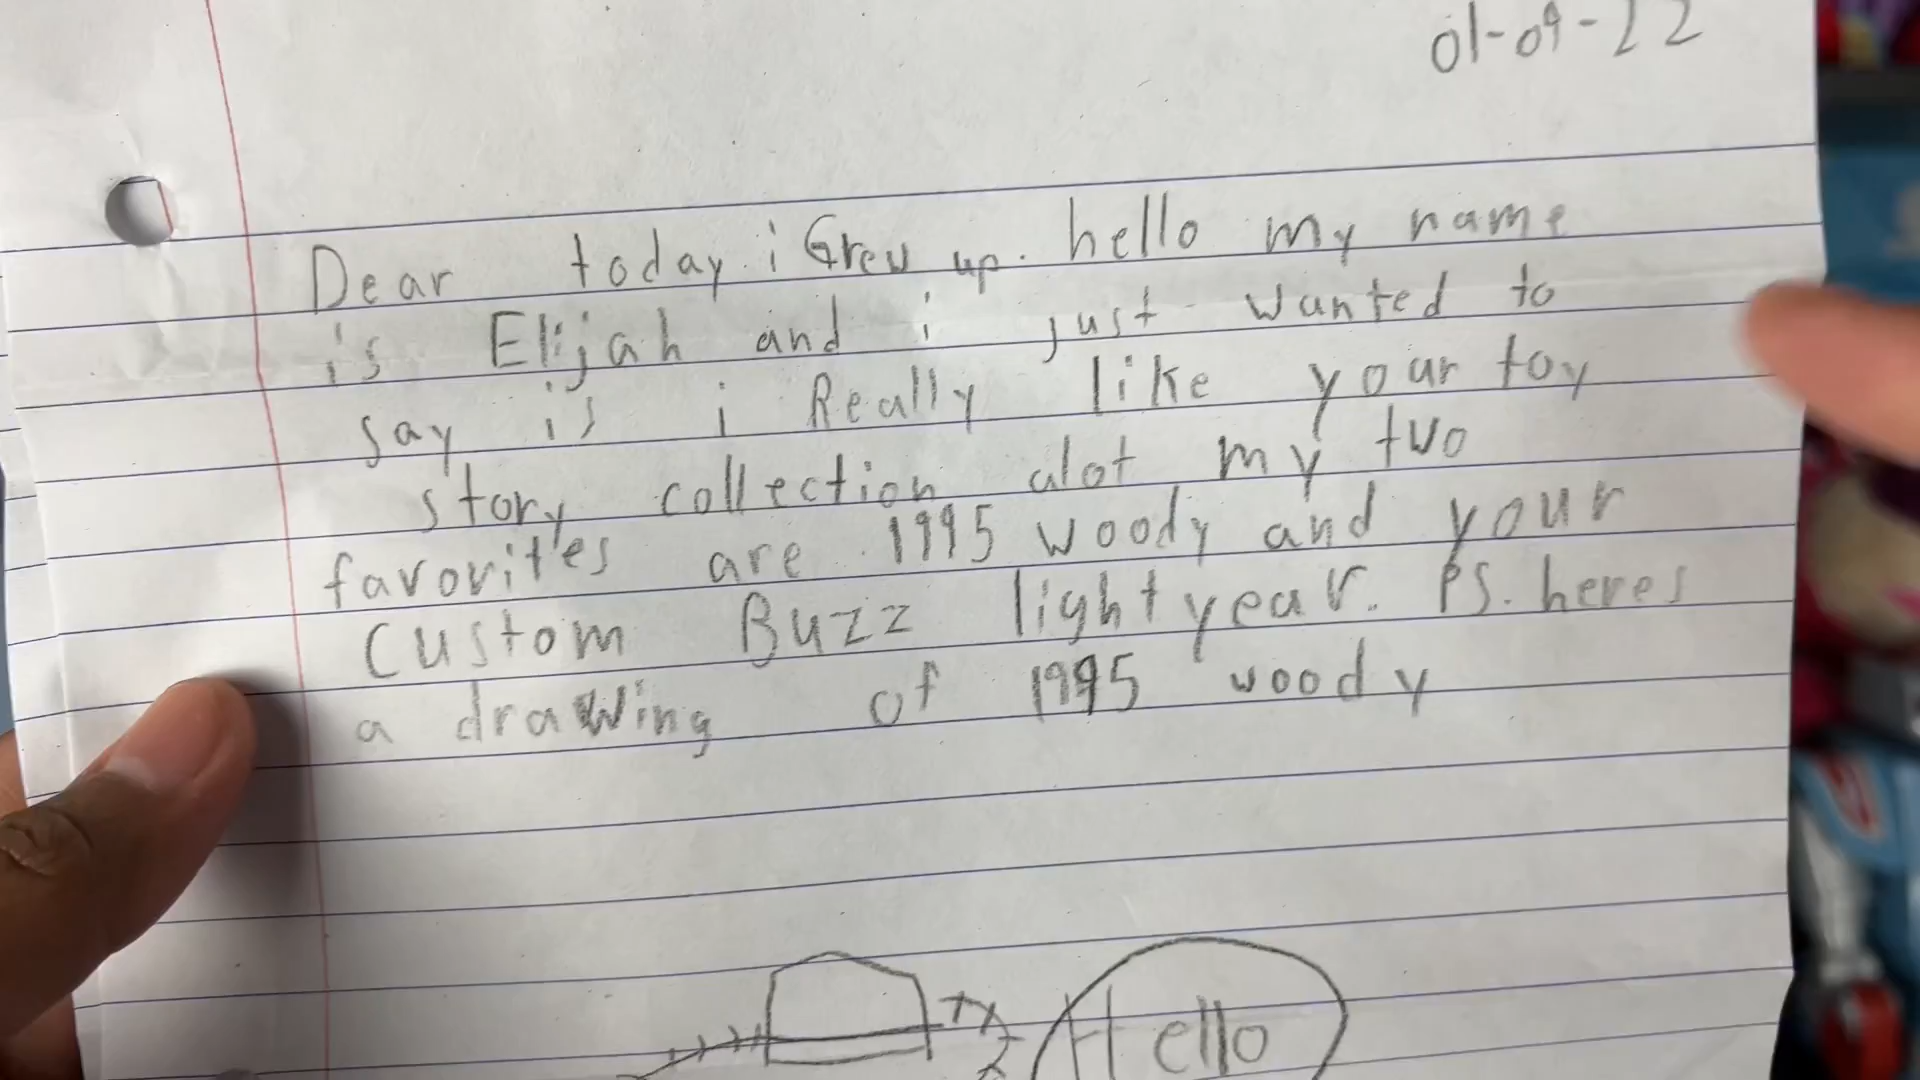 01-09-22
Dear today i Grew up. hello my name
is Elijah and i just wanted to
say is i Really like your toy
story collection alot my two
favorites are 1995 woody and your
Custom Buzz lightyear. PS. heres
a drawing of 1995 woody
Hello